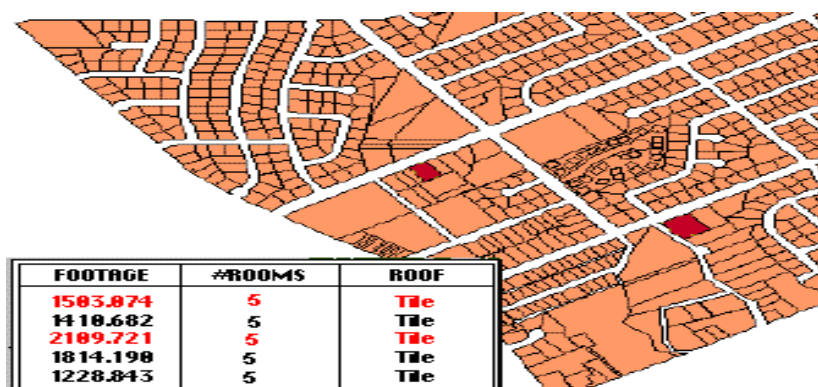 FOOTAGE #ROOMS ROOF
1503.074 5 Tile
1410.682 5 Tile
2109.721 5 Tile
1814.190 5 Tile
1228.843 5 Tile